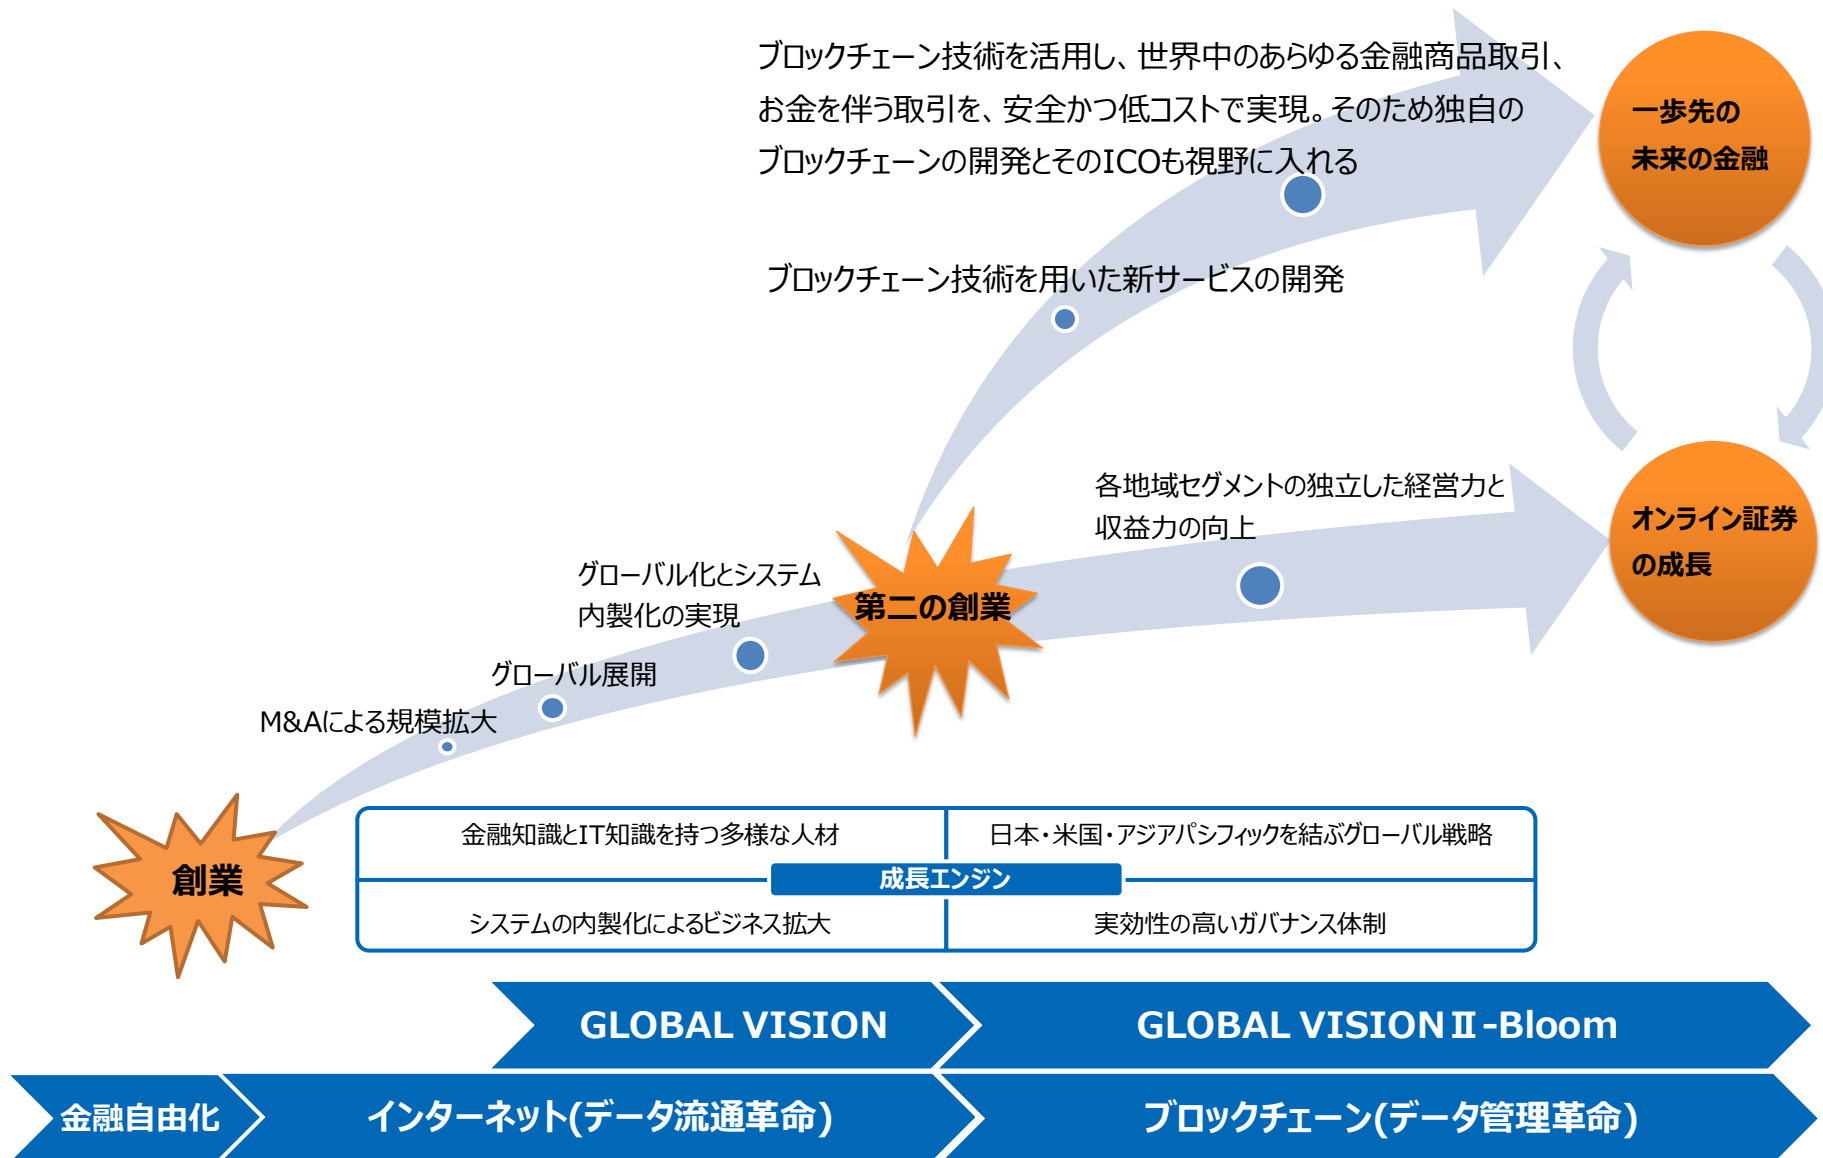 ブロックチェーン技術を活用し、世界中のあらゆる金融商品取引、
お金を伴う取引を、安全かつ低コストで実現。そのため独自の
ブロックチェーンの開発とそのICOも視野に入れる
一歩先の
未来の金融
ブロックチェーン技術を用いた新サービスの開発
各地域セグメントの独立した経営力と
収益力の向上
オンライン証券
の成長
グローバル化とシステム
内製化の実現
第二の創業
グローバル展開
M&Aによる規模拡大
創業
金融知識とIT知識を持つ多様な人材
日本・米国・アジアパシフィックを結ぶグローバル戦略
成長エンジン
システムの内製化によるビジネス拡大
実効性の高いガバナンス体制
GLOBAL VISION
GLOBAL VISIONⅡ-Bloom
金融自由化
インターネット(データ流通革命)
ブロックチェーン(データ管理革命)